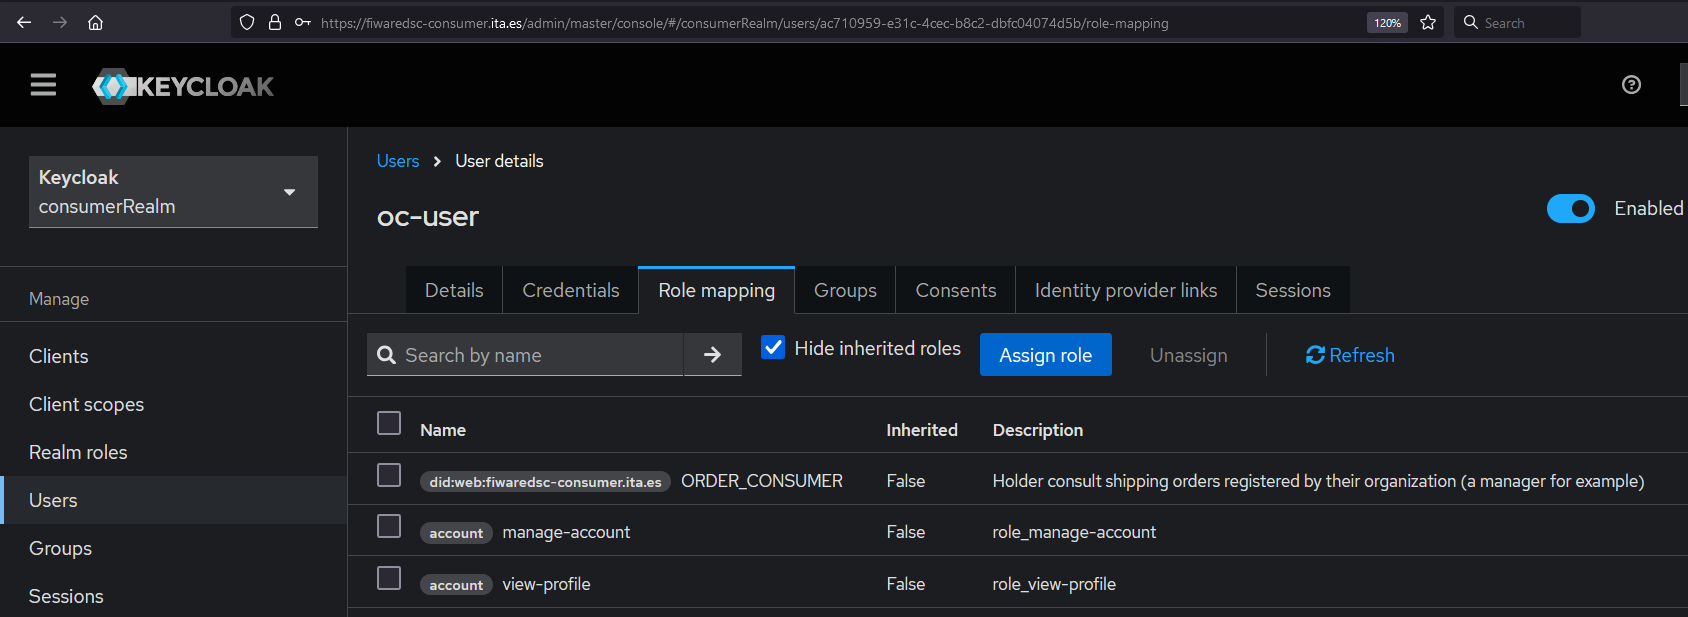 https://fiwaredsc-consumer.ita.es/admin/master/console/#/consumerRealm/users/ac710959-e31c-4cec-b8c2-dbfc04074d5b/role-mapping 120% Search
KEYCLOAK
Keycloak
consumerRealm
Manage
Clients
Client scopes
Realm roles
Users
Groups
Sessions
Users > User details
oc-user
Enabled
Details Credentials Role mapping Groups Consents Identity provider links Sessions
Search by name Hide inherited roles Assign role Unassign Refresh
Name Inherited Description
did:web:fiwaredsc-consumer.ita.es ORDER_CONSUMER False Holder consult shipping orders registered by their organization (a manager for example)
account manage-account False role_manage-account
account view-profile False role_view-profile